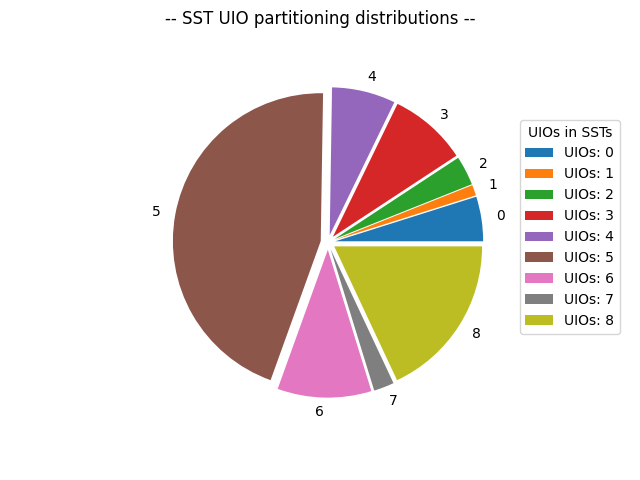 -- SST UIO partitioning distributions --
4
3
2
1
0
5
6
7
8
UIOs in SSTs
UIOs: 0
UIOs: 1
UIOs: 2
UIOs: 3
UIOs: 4
UIOs: 5
UIOs: 6
UIOs: 7
UIOs: 8